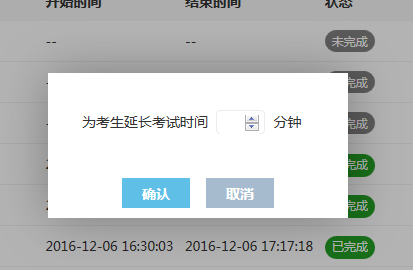 开始时间 结束时间 状态
-- -- 未完成
完成
完成
为考生延长考试时间 分钟
完成
确认 取消
完成
2016-12-06 16:30:03 2016-12-06 17:17:18 已完成